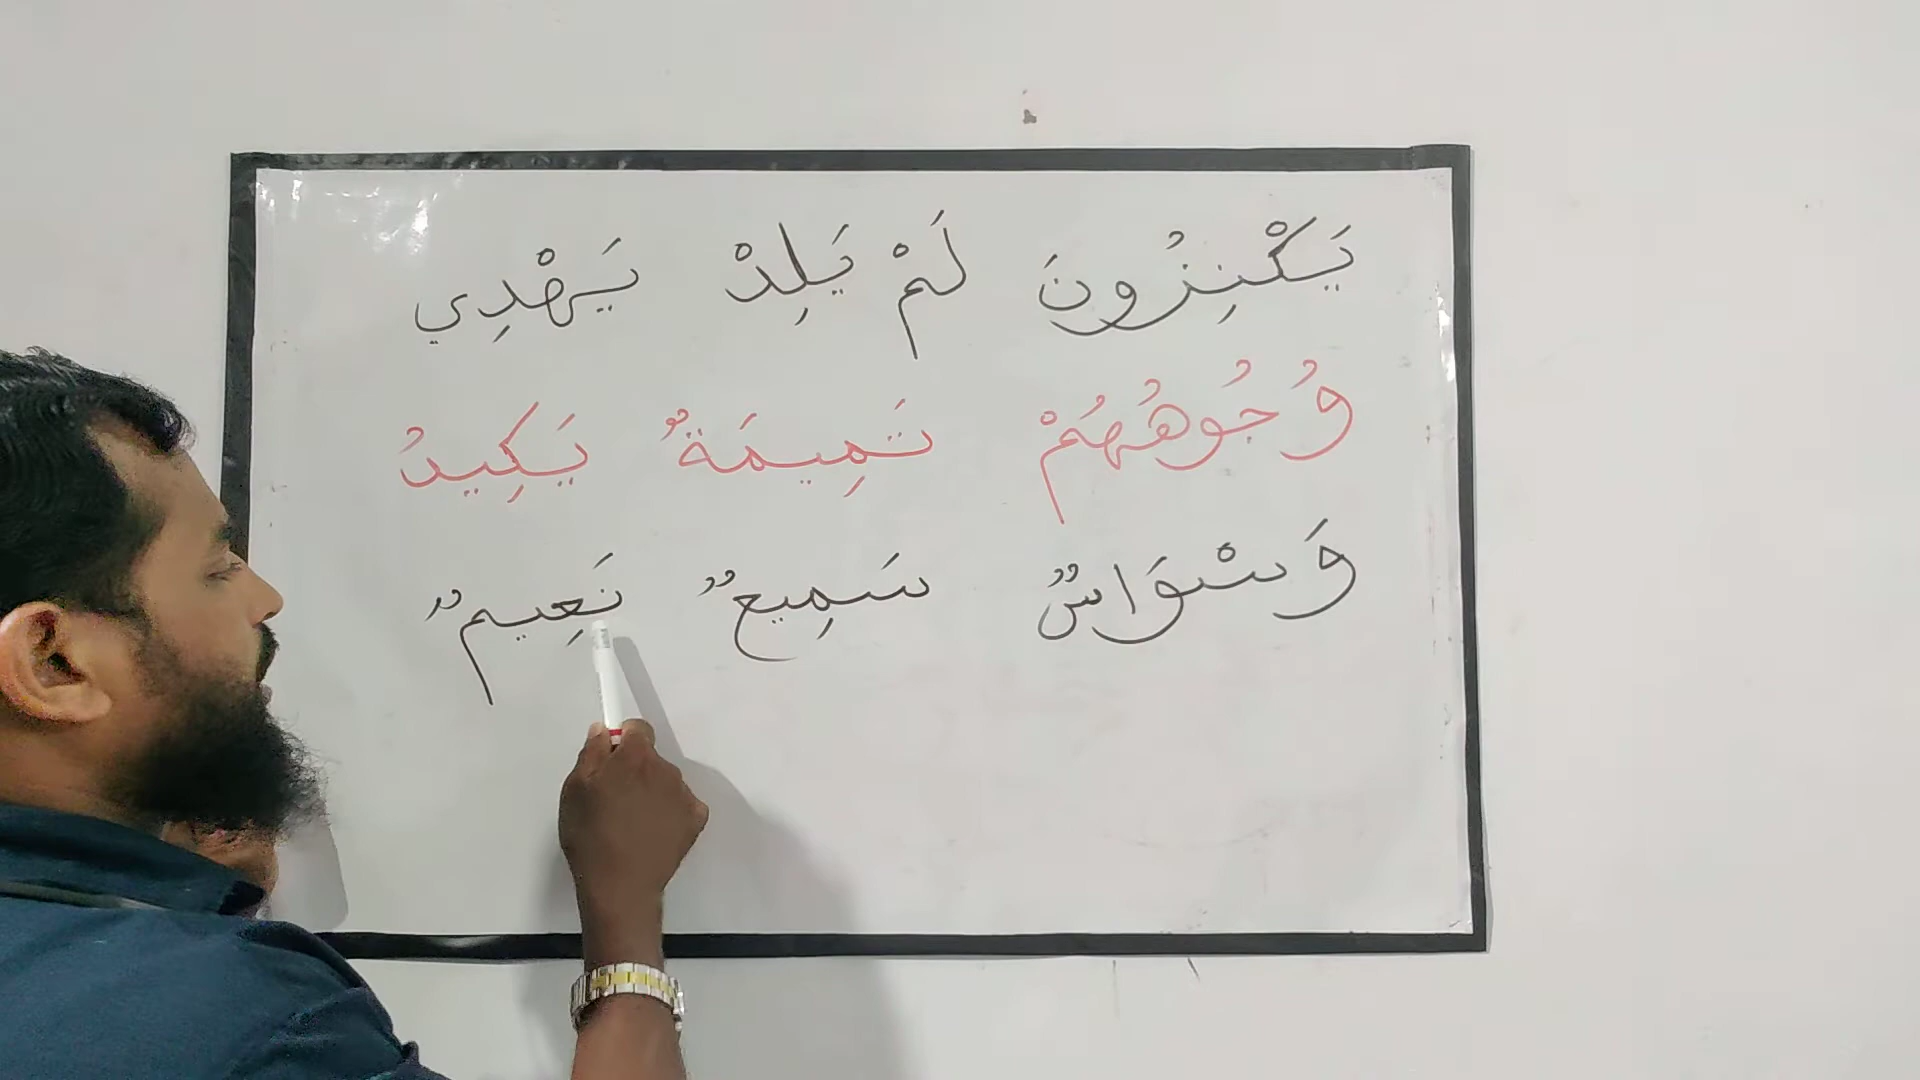 يَكْنِزُونَ لَمْ يَلِدْ يَهْدِي
وُجُوهُهُمْ تَمِيمَةٌ يَكِيدُ
وَسْوَاسٌ سَمِيعٌ نَعِيمٌ